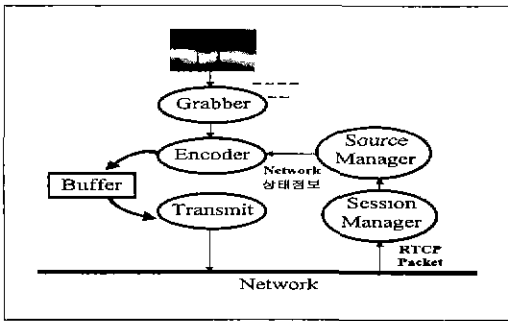 Grabber
Encoder
Source
Manager
Network
상태정보
Buffer
Transmit
Session
Manager
RTCP
Packet
Network